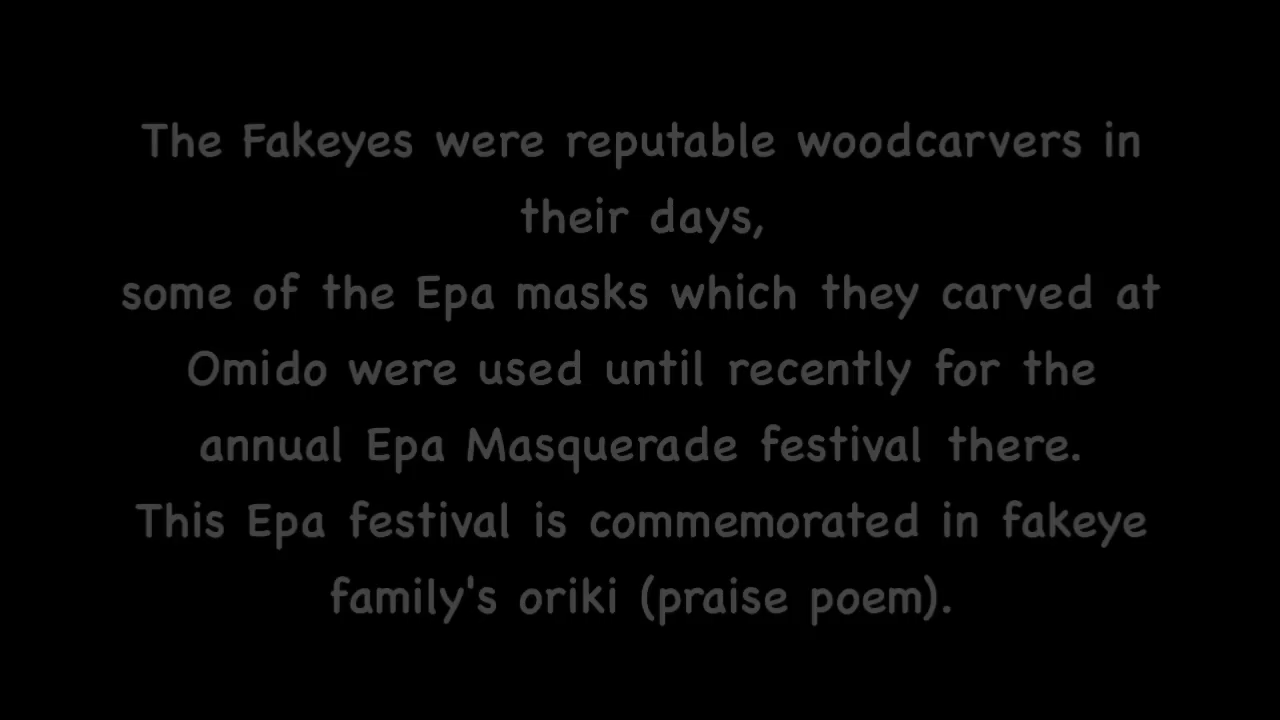 The Fakeyes were reputable woodcarvers in
their days,
some of the Epa masks which they carved at
Omido were used until recently for the
annual Epa Masquerade festival there.
This Epa festival is commemorated in fakeye
family's oriki (praise poem).